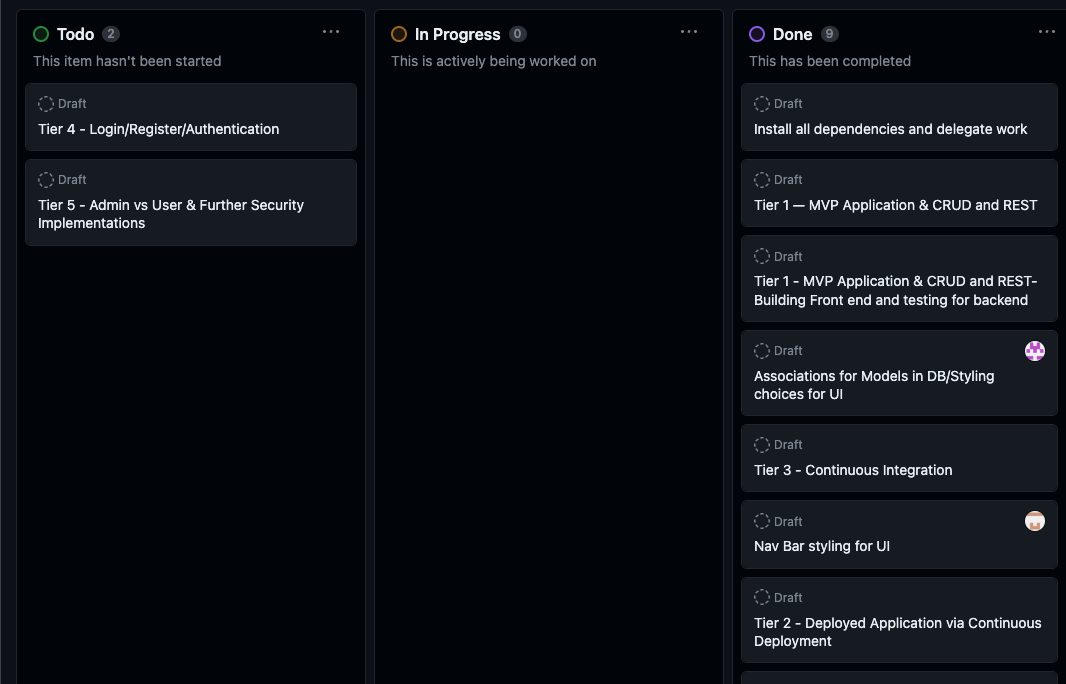 Todo 2
This item hasn't been started
Draft
Tier 4 - Login/Register/Authentication
Draft
Tier 5 - Admin vs User & Further Security
Implementations
In Progress 0
This is actively being worked on
Done 9
This has been completed
Draft
Install all dependencies and delegate work
Draft
Tier 1 — MVP Application & CRUD and REST
Draft
Tier 1 - MVP Application & CRUD and REST-
Building Front end and testing for backend
Draft
Associations for Models in DB/Styling
choices for UI
Draft
Tier 3 - Continuous Integration
Draft
Nav Bar styling for UI
Draft
Tier 2 - Deployed Application via Continuous
Deployment